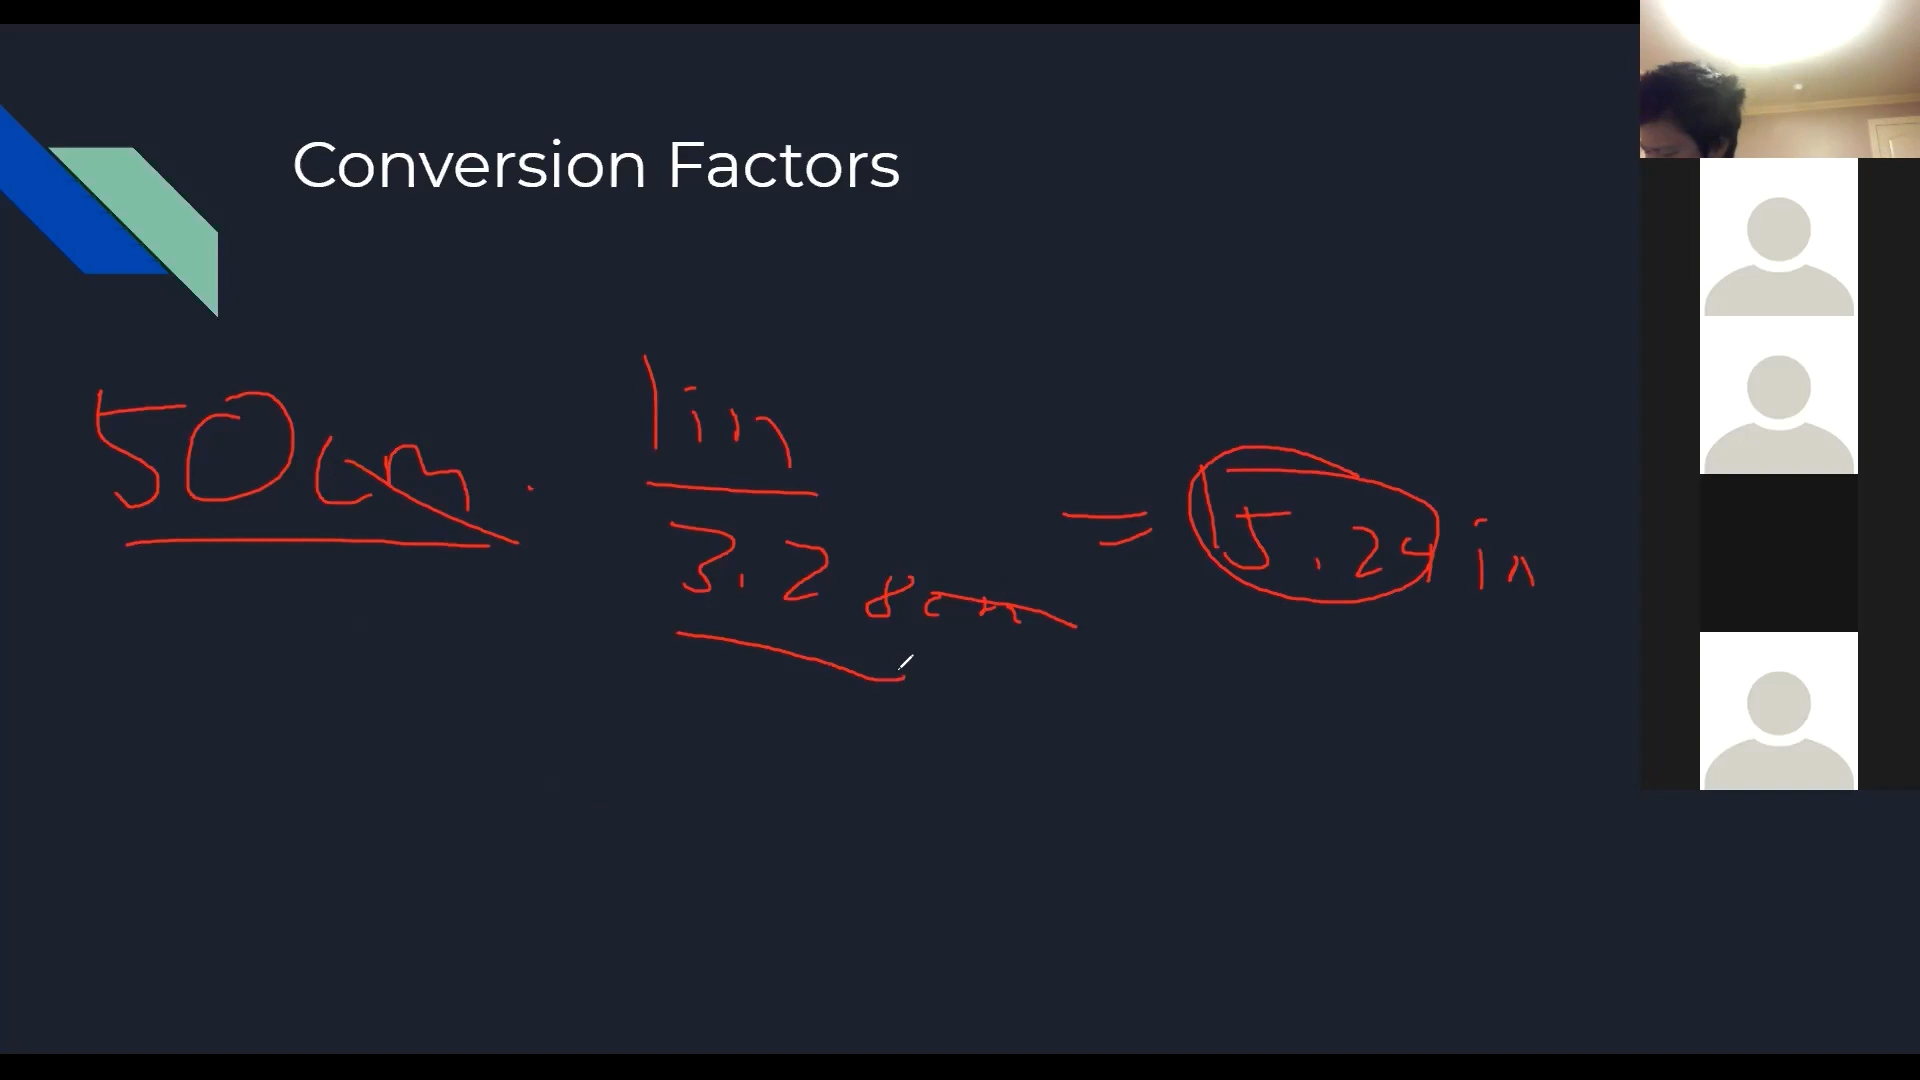 Conversion Factors
50cm · 1in / 3.28cm = 15.24 in